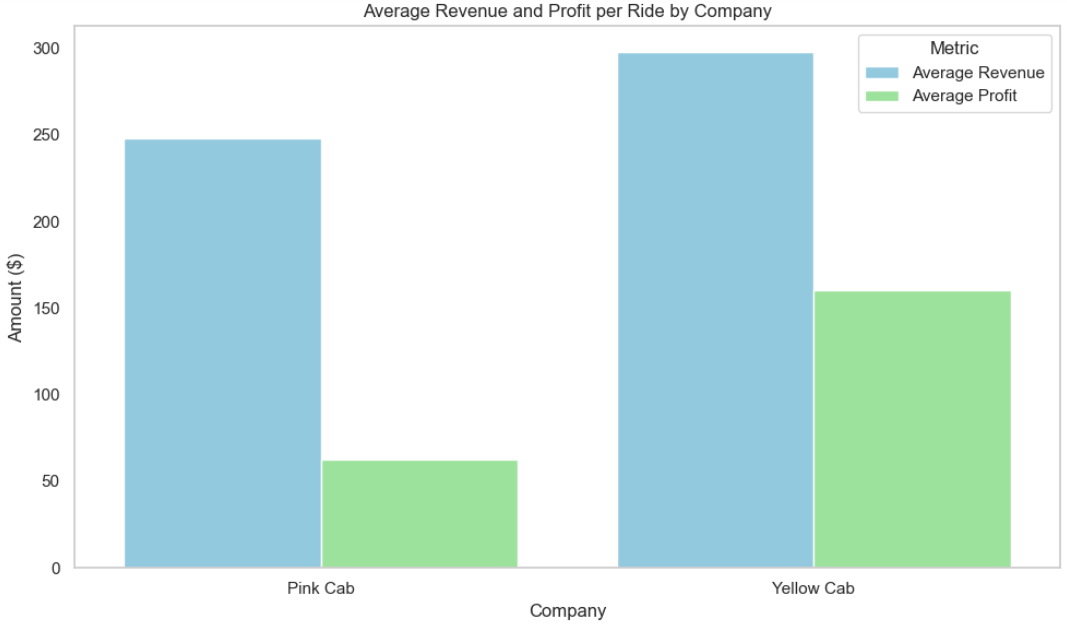 Average Revenue and Profit per Ride by Company
Metric
Average Revenue
Average Profit
Amount ($)
300
250
200
150
100
50
0
Pink Cab
Yellow Cab
Company